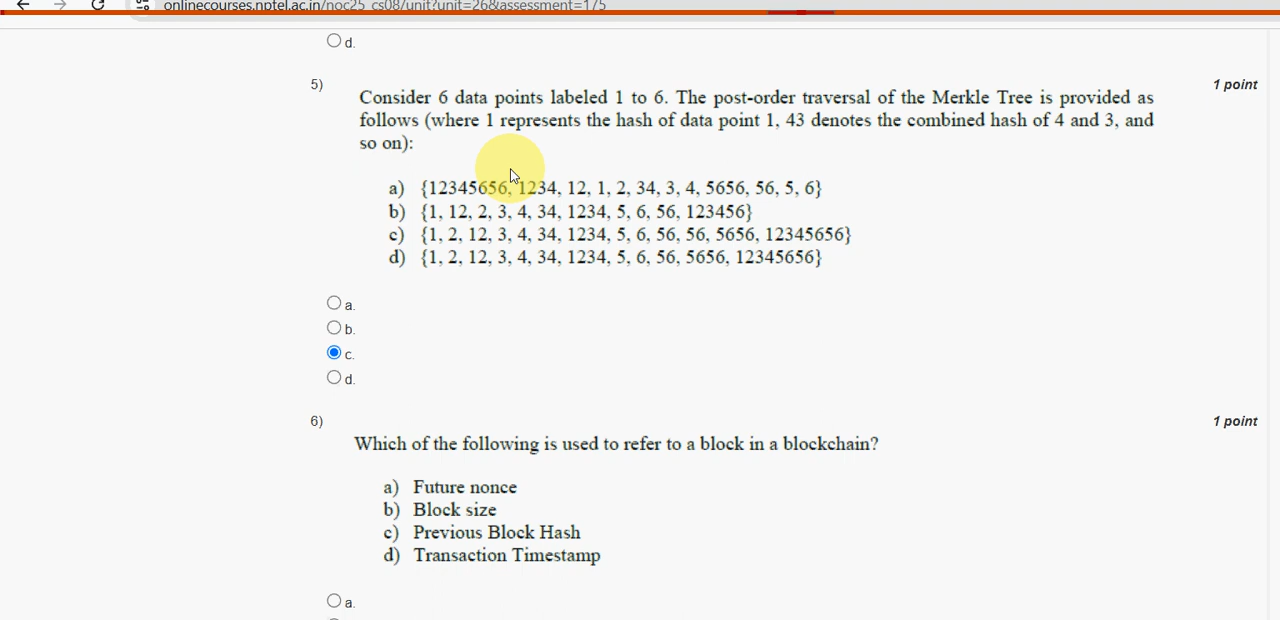 onlinecourses.nptel.ac.in/noc25_cs08/unit?unit=26&assessment=175
d.
5)
1 point
Consider 6 data points labeled 1 to 6. The post-order traversal of the Merkle Tree is provided as
follows (where 1 represents the hash of data point 1, 43 denotes the combined hash of 4 and 3, and
so on):
a) {12345656, 1234, 12, 1, 2, 34, 3, 4, 5656, 56, 5, 6}
b) {1, 12, 2, 3, 4, 34, 1234, 5, 6, 56, 123456}
c) {1, 2, 12, 3, 4, 34, 1234, 5, 6, 56, 56, 5656, 12345656}
d) {1, 2, 12, 3, 4, 34, 1234, 5, 6, 56, 5656, 12345656}
a.
b.
c.
d.
6)
1 point
Which of the following is used to refer to a block in a blockchain?
a) Future nonce
b) Block size
c) Previous Block Hash
d) Transaction Timestamp
a.